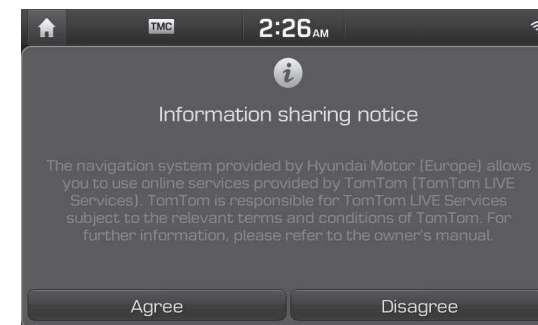 TMC
2:26AM
Information sharing notice
The navigation system provided by Hyundai Motor (Europe) allows
you to use online services provided by TomTom (TomTom LIVE
Services). TomTom is responsible for TomTom LIVE Services
subject to the relevant terms and conditions of TomTom. For
further information, please refer to the owner's manual.
Agree
Disagree